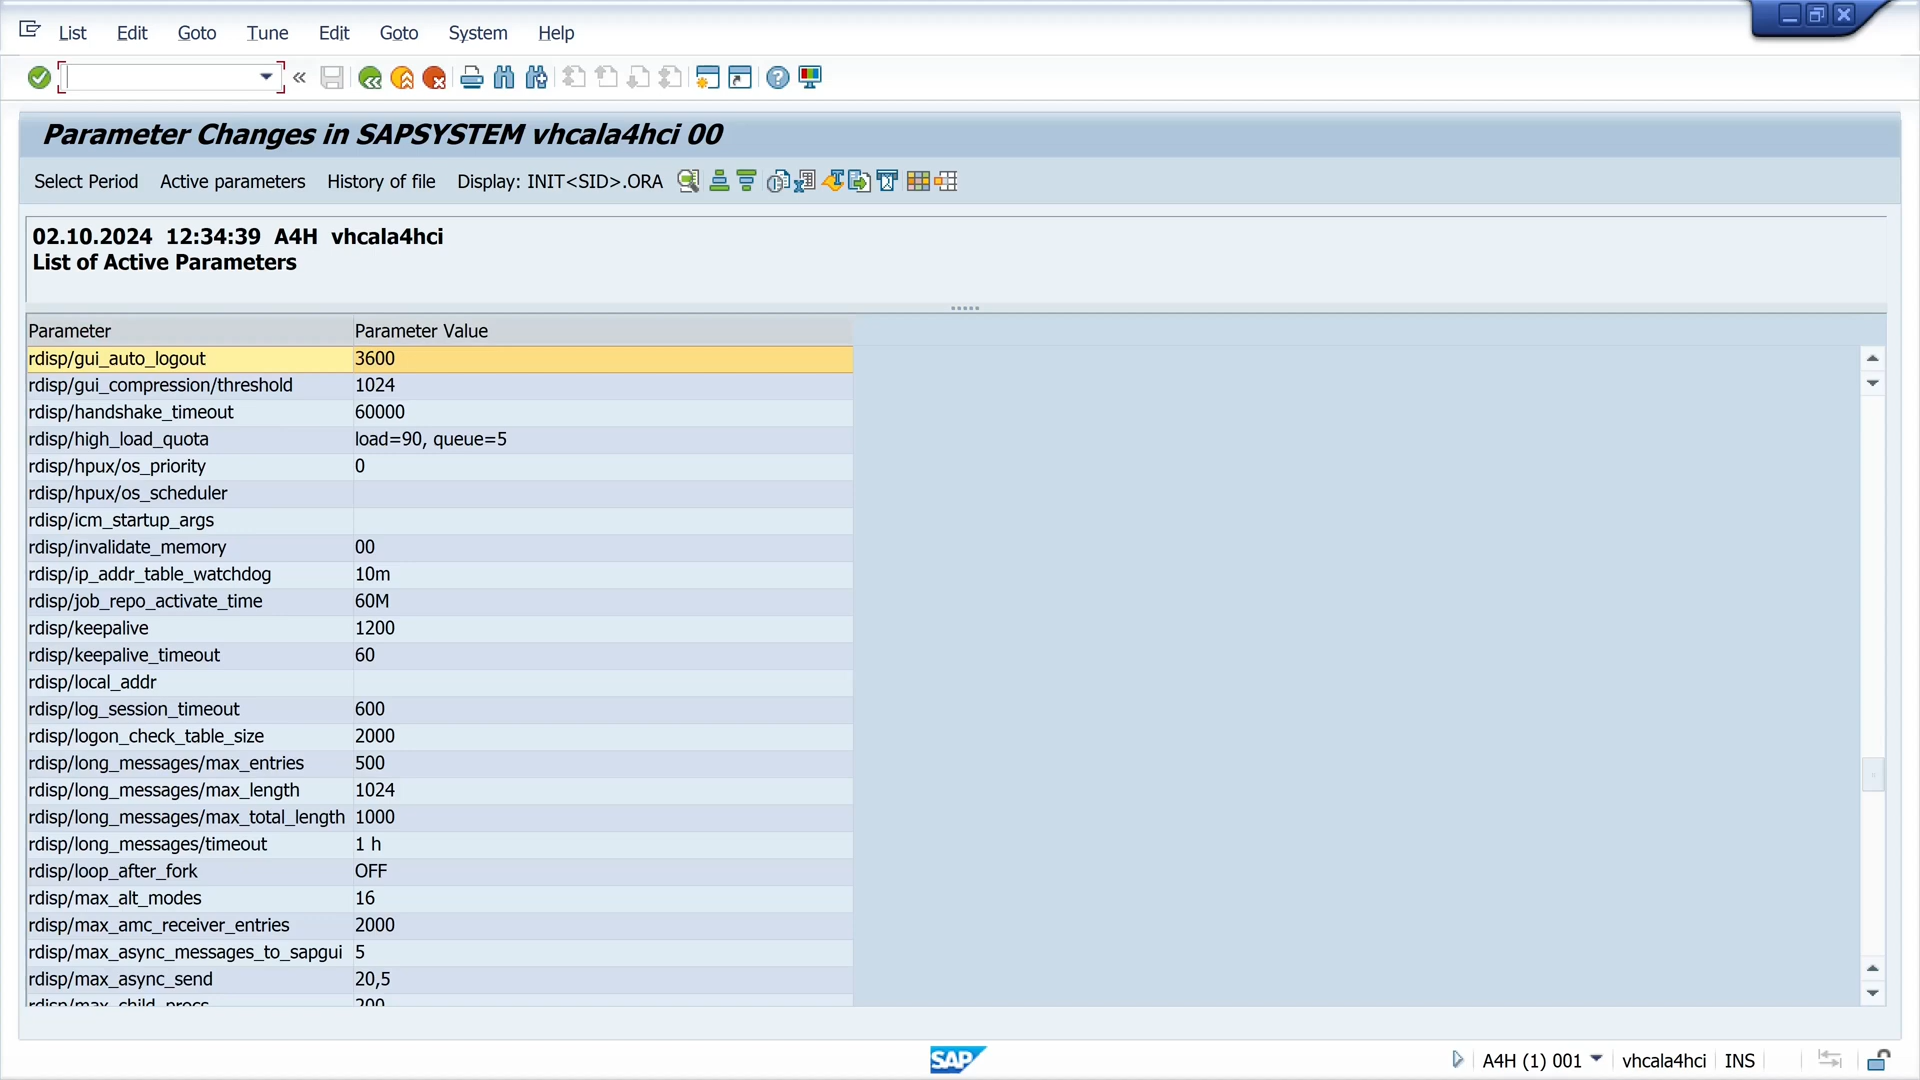 List Edit Goto Tune Edit Goto System Help
Parameter Changes in SAPSYSTEM vhcala4hci 00
Select Period Active parameters History of file Display: INIT<SID>.ORA
02.10.2024 12:34:39 A4H vhcala4hci
List of Active Parameters
Parameter Parameter Value
rdisp/gui_auto_logout 3600
rdisp/gui_compression/threshold 1024
rdisp/handshake_timeout 60000
rdisp/high_load_quota load=90, queue=5
rdisp/hpux/os_priority 0
rdisp/hpux/os_scheduler
rdisp/icm_startup_args
rdisp/invalidate_memory 00
rdisp/ip_addr_table_watchdog 10m
rdisp/job_repo_activate_time 60M
rdisp/keepalive 1200
rdisp/keepalive_timeout 60
rdisp/local_addr
rdisp/log_session_timeout 600
rdisp/logon_check_table_size 2000
rdisp/long_messages/max_entries 500
rdisp/long_messages/max_length 1024
rdisp/long_messages/max_total_length 1000
rdisp/long_messages/timeout 1 h
rdisp/loop_after_fork OFF
rdisp/max_alt_modes 16
rdisp/max_amc_receiver_entries 2000
rdisp/max_async_messages_to_sapgui 5
rdisp/max_async_send 20,5
rdisp/max_child_procs 200
SAP A4H (1) 001 vhcala4hci INS